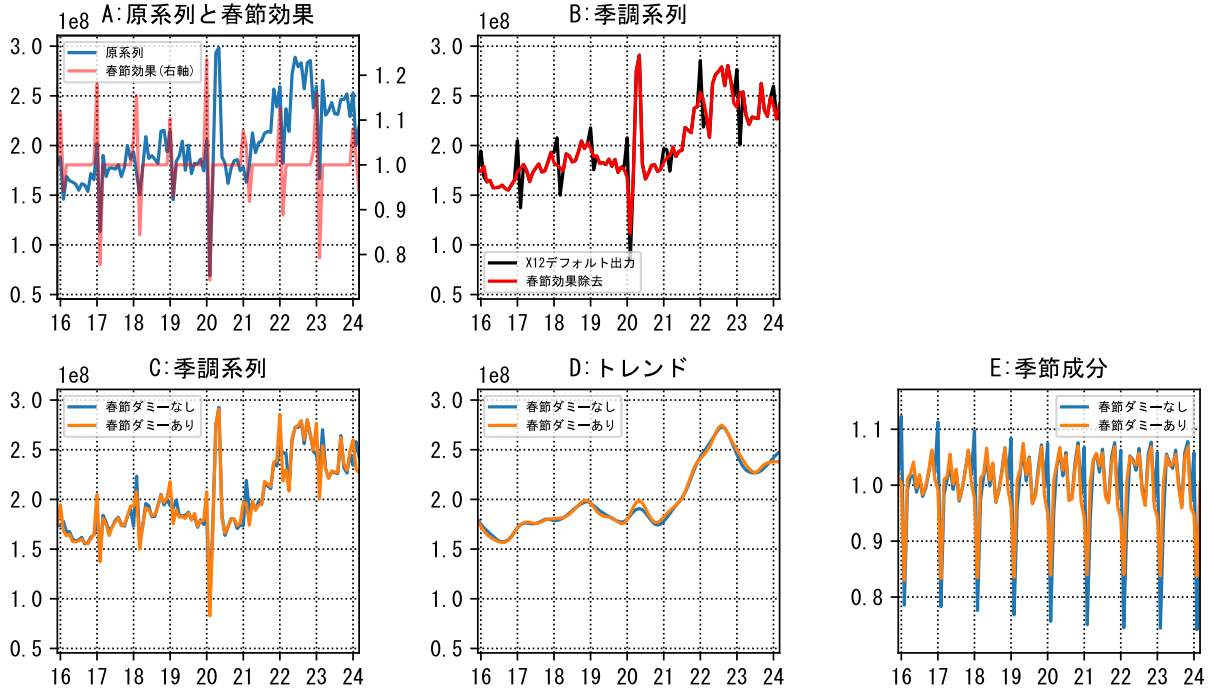 A:原系列と春節効果
1e8
原系列
春節効果(右軸)
3.0
2.5
2.0
1.5
1.0
0.5
1.2
1.1
1.0
0.9
0.8
16 17 18 19 20 21 22 23 24
B:季調系列
1e8
3.0
2.5
2.0
1.5
1.0
0.5
X12デフォルト出力
春節効果除去
16 17 18 19 20 21 22 23 24
C:季調系列
1e8
春節ダミーなし
春節ダミーあり
3.0
2.5
2.0
1.5
1.0
0.5
16 17 18 19 20 21 22 23 24
D:トレンド
1e8
春節ダミーなし
春節ダミーあり
3.0
2.5
2.0
1.5
1.0
0.5
16 17 18 19 20 21 22 23 24
E:季節成分
春節ダミーなし
春節ダミーあり
1.1
1.0
0.9
0.8
16 17 18 19 20 21 22 23 24